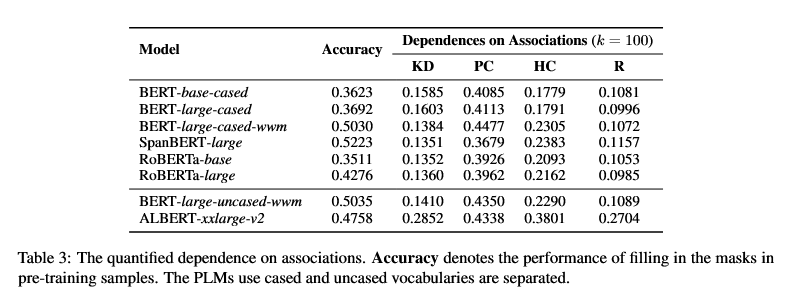 Model Accuracy Dependences on Associations (k = 100)
KD PC HC R
BERT-base-cased 0.3623 0.1585 0.4085 0.1779 0.1081
BERT-large-cased 0.3692 0.1603 0.4113 0.1791 0.0996
BERT-large-cased-wwm 0.5030 0.1384 0.4477 0.2305 0.1072
SpanBERT-large 0.5223 0.1351 0.3679 0.2383 0.1157
RoBERTa-base 0.3511 0.1352 0.3926 0.2093 0.1053
RoBERTa-large 0.4276 0.1360 0.3962 0.2162 0.0985
BERT-large-uncased-wwm 0.5035 0.1410 0.4350 0.2290 0.1089
ALBERT-xxlarge-v2 0.4758 0.2852 0.4338 0.3801 0.2704
Table 3: The quantified dependence on associations. Accuracy denotes the performance of filling in the masks in
pre-training samples. The PLMs use cased and uncased vocabularies are separated.